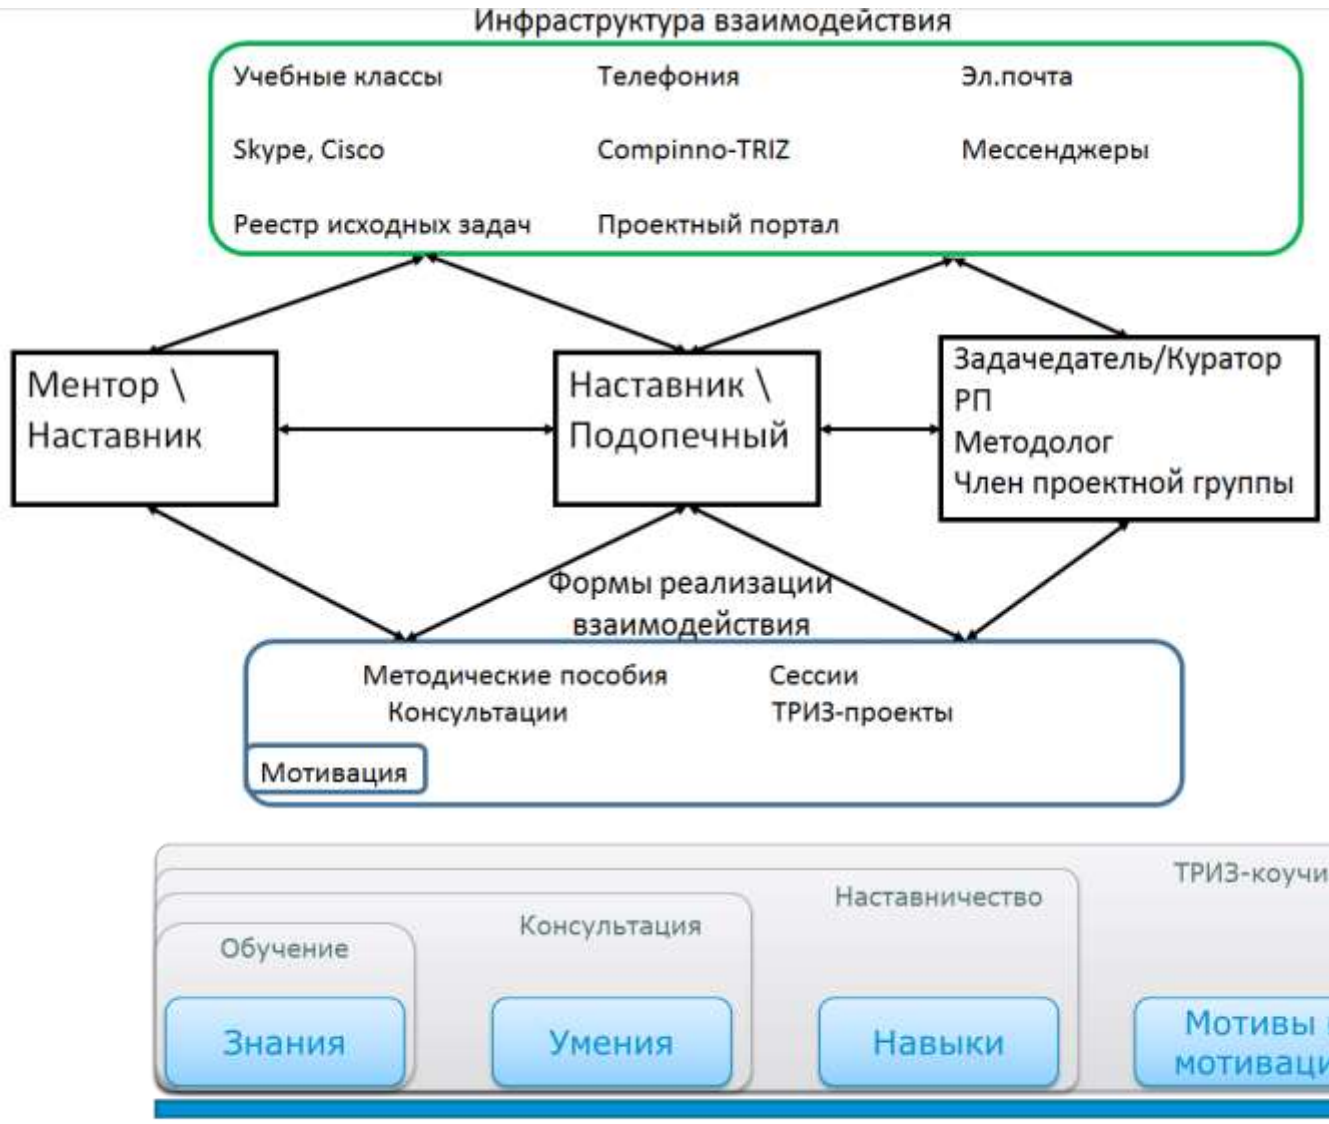 Инфраструктура взаимодействия
Учебные классы Телефония Эл.почта
Skype, Cisco Compinno-TRIZ Мессенджеры
Реестр исходных задач Проектный портал
Ментор \
Наставник
Наставник \
Подопечный
Задачедатель/Куратор
РП
Методолог
Член проектной группы
Формы реализации
взаимодействия
Методические пособия Сессии
Консультации ТРИЗ-проекты
Мотивация
ТРИЗ-коучи
Наставничество
Консультация
Обучение
Знания
Умения
Навыки
Мотивы
мотиваци